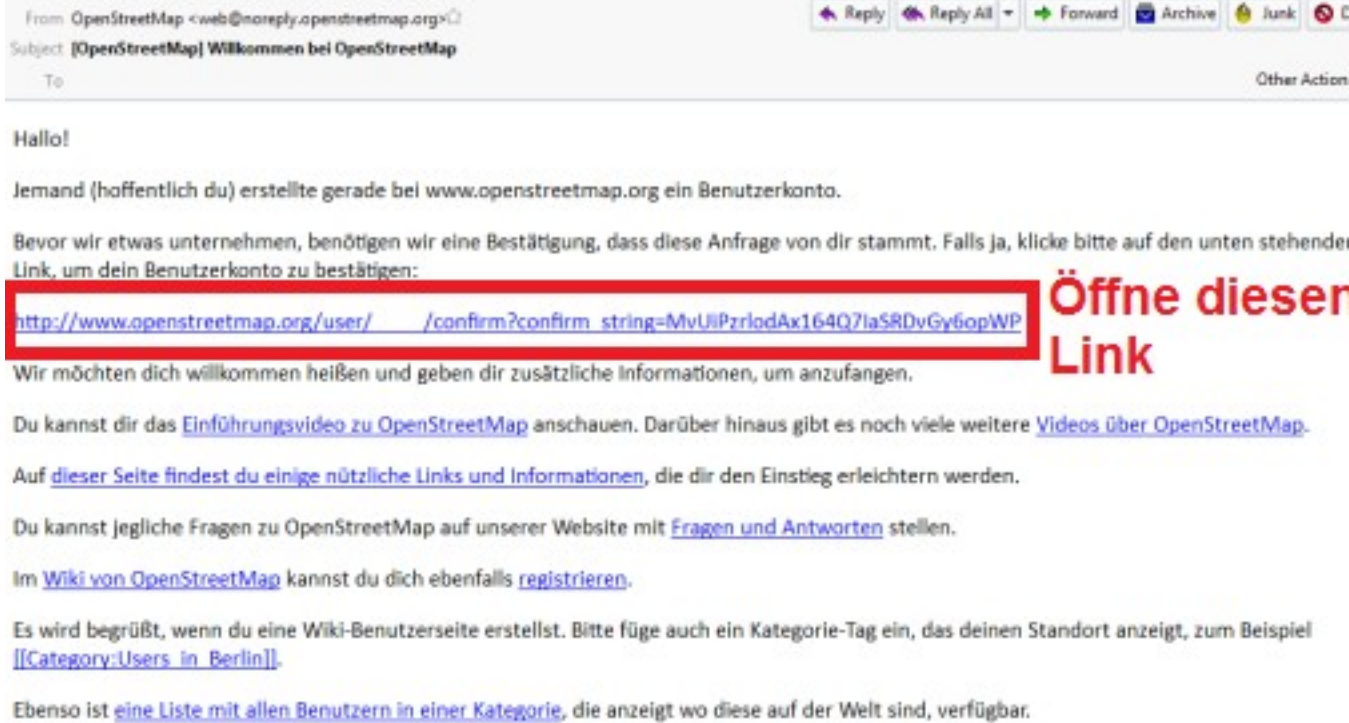 From OpenStreetMap <web@noreply.openstreetmap.org>
Reply Reply All Forward Archive Junk
Subject [OpenStreetMap] Willkommen bei OpenStreetMap
To
Other Action
Hallo!
Jemand (hoffentlich du) erstellte gerade bei www.openstreetmap.org ein Benutzerkonto.
Bevor wir etwas unternehmen, benötigen wir eine Bestätigung, dass diese Anfrage von dir stammt. Falls ja, klicke bitte auf den unten stehenden
Link, um dein Benutzerkonto zu bestätigen:
http://www.openstreetmap.org/user/ /confirm?confirm_string=MvUiPzrlodAx164Q7IaSRDvGy6opWP
Öffne diesen
Link
Wir möchten dich willkommen heißen und geben dir zusätzliche Informationen, um anzufangen.
Du kannst dir das Einführungsvideo zu OpenStreetMap anschauen. Darüber hinaus gibt es noch viele weitere Videos über OpenStreetMap.
Auf dieser Seite findest du einige nützliche Links und Informationen, die dir den Einstieg erleichtern werden.
Du kannst jegliche Fragen zu OpenStreetMap auf unserer Website mit Fragen und Antworten stellen.
Im Wiki von OpenStreetMap kannst du dich ebenfalls registrieren.
Es wird begrüßt, wenn du eine Wiki-Benutzerseite erstellst. Bitte füge auch ein Kategorie-Tag ein, das deinen Standort anzeigt, zum Beispiel
[[Category:Users_in_Berlin]].
Ebenso ist eine Liste mit allen Benutzern in einer Kategorie, die anzeigt wo diese auf der Welt sind, verfügbar.